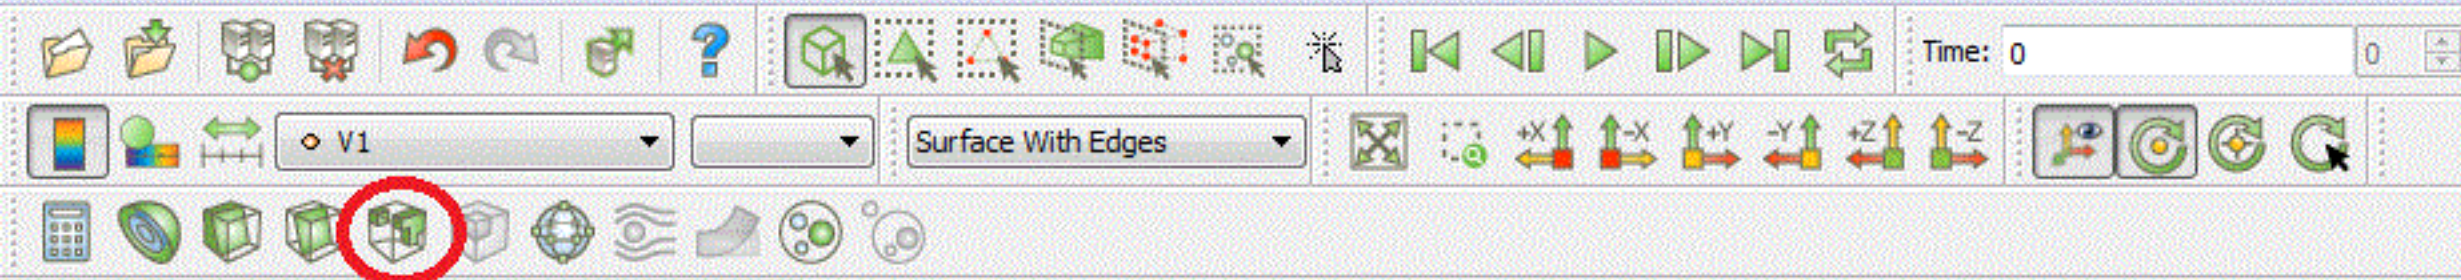 ? Time: 0 0
V1 Surface With Edges +X -X +Y -Y +Z -Z